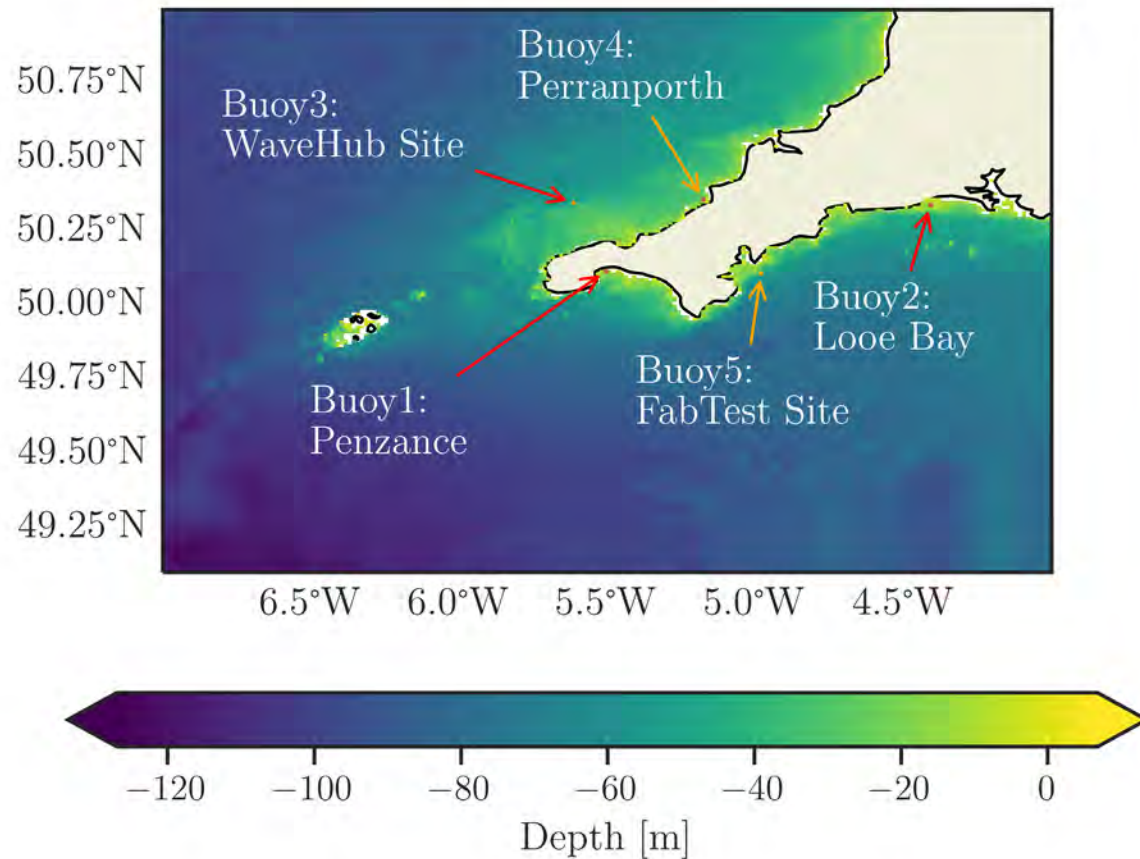 50.75°N
50.50°N
50.25°N
50.00°N
49.75°N
49.50°N
49.25°N
Buoy4:
Perranporth
Buoy3:
WaveHub Site
Buoy2:
Looe Bay
Buoy5:
FabTest Site
Buoy1:
Penzance
6.5°W 6.0°W 5.5°W 5.0°W 4.5°W
−120 −100 −80 −60 −40 −20 0
Depth [m]